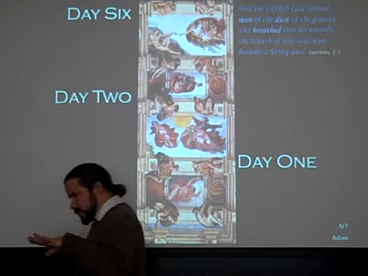 DAY SIX
And the LORD God formed
man of the dust of the ground
and breathed into his nostrils
the breath of life; and man
became a living soul. Genesis 2:7
DAY TWO
DAY ONE
Adam